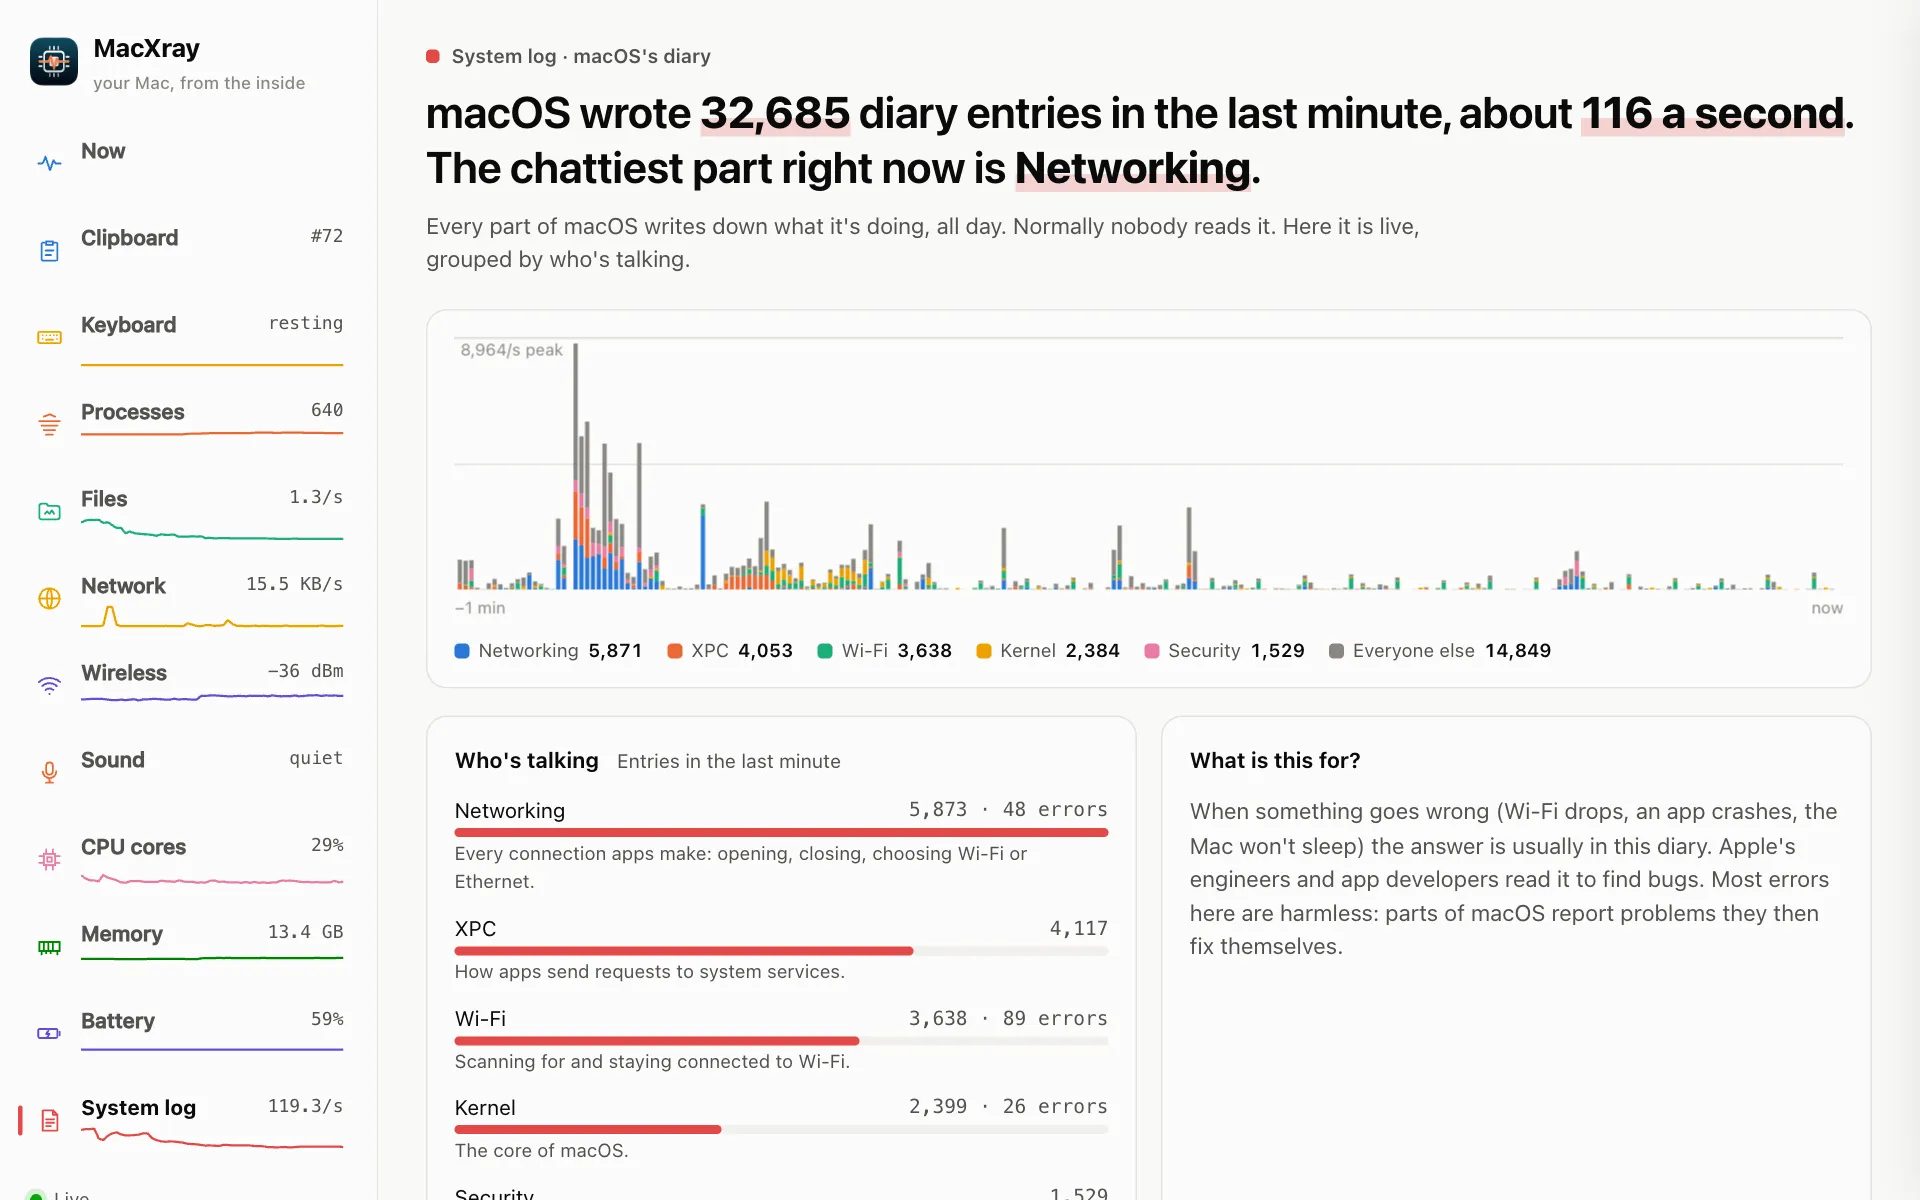 MacXray
your Mac, from the inside
Now
Clipboard #72
Keyboard resting
Processes 640
Files 1.3/s
Network 15.5 KB/s
Wireless −36 dBm
Sound quiet
CPU cores 29%
Memory 13.4 GB
Battery 59%
System log 119.3/s
Live
System log · macOS's diary
macOS wrote 32,685 diary entries in the last minute, about 116 a second.
The chattiest part right now is Networking.
Every part of macOS writes down what it's doing, all day. Normally nobody reads it. Here it is live,
grouped by who's talking.
8,964/s peak
−1 min now
Networking 5,871 XPC 4,053 Wi-Fi 3,638 Kernel 2,384 Security 1,529 Everyone else 14,849
Who's talking Entries in the last minute
Networking 5,873 · 48 errors
Every connection apps make: opening, closing, choosing Wi-Fi or
Ethernet.
XPC 4,117
How apps send requests to system services.
Wi-Fi 3,638 · 89 errors
Scanning for and staying connected to Wi-Fi.
Kernel 2,399 · 26 errors
The core of macOS.
Security 1,529
What is this for?
When something goes wrong (Wi-Fi drops, an app crashes, the
Mac won't sleep) the answer is usually in this diary. Apple's
engineers and app developers read it to find bugs. Most errors
here are harmless: parts of macOS report problems they then
fix themselves.